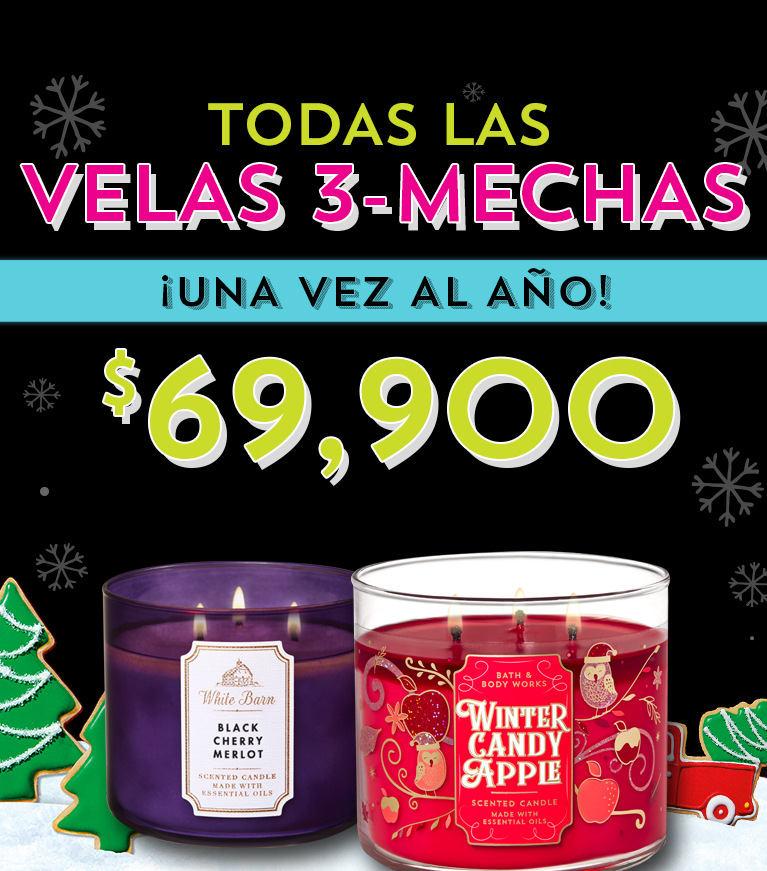 TODAS LAS
VELAS 3-MECHAS
¡UNA VEZ AL AÑO!
$69,900
White Barn
BLACK
CHERRY
MERLOT
SCENTED CANDLE
MADE WITH
ESSENTIAL OILS
BATH &
BODY WORKS
WINTER
CANDY
APPLE
SCENTED CANDLE
MADE WITH
ESSENTIAL OILS